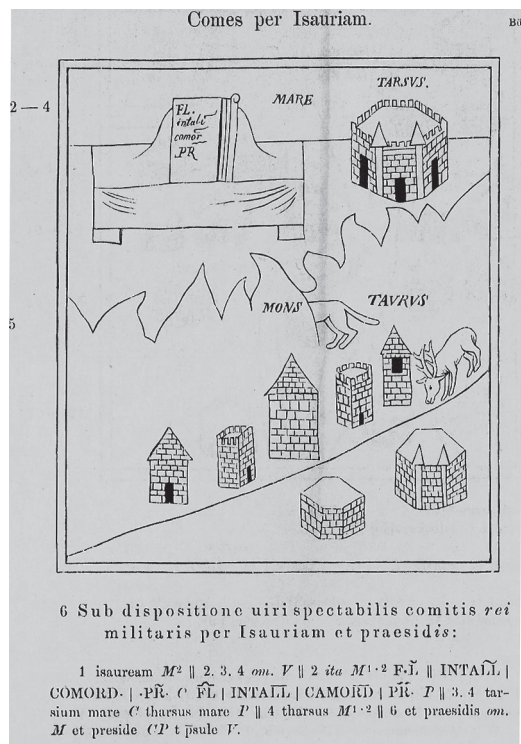 Comes per Isauriam.
Bö
2 — 4
FL.
intall
comor
PR
MARE
TARSVS.
5
MONS
TAVRVS
6 Sub dispositione uiri spectabilis comitis rei
militaris per Isauriam et praesidis:
1 isauream M² ‖ 2. 3. 4 om. V ‖ 2 ita M¹·² F·L̃ ‖ INTAL͠L |
COMORD· | ·PR̃· C F͠L | INTAL͞L | CAMOR͞D | P͠R· P ‖ 3. 4 tar-
sium mare C tharsus mare P ‖ 4 tharsus M¹·² ‖ 6 et praesidis om.
M et preside CP t p̄sule V.